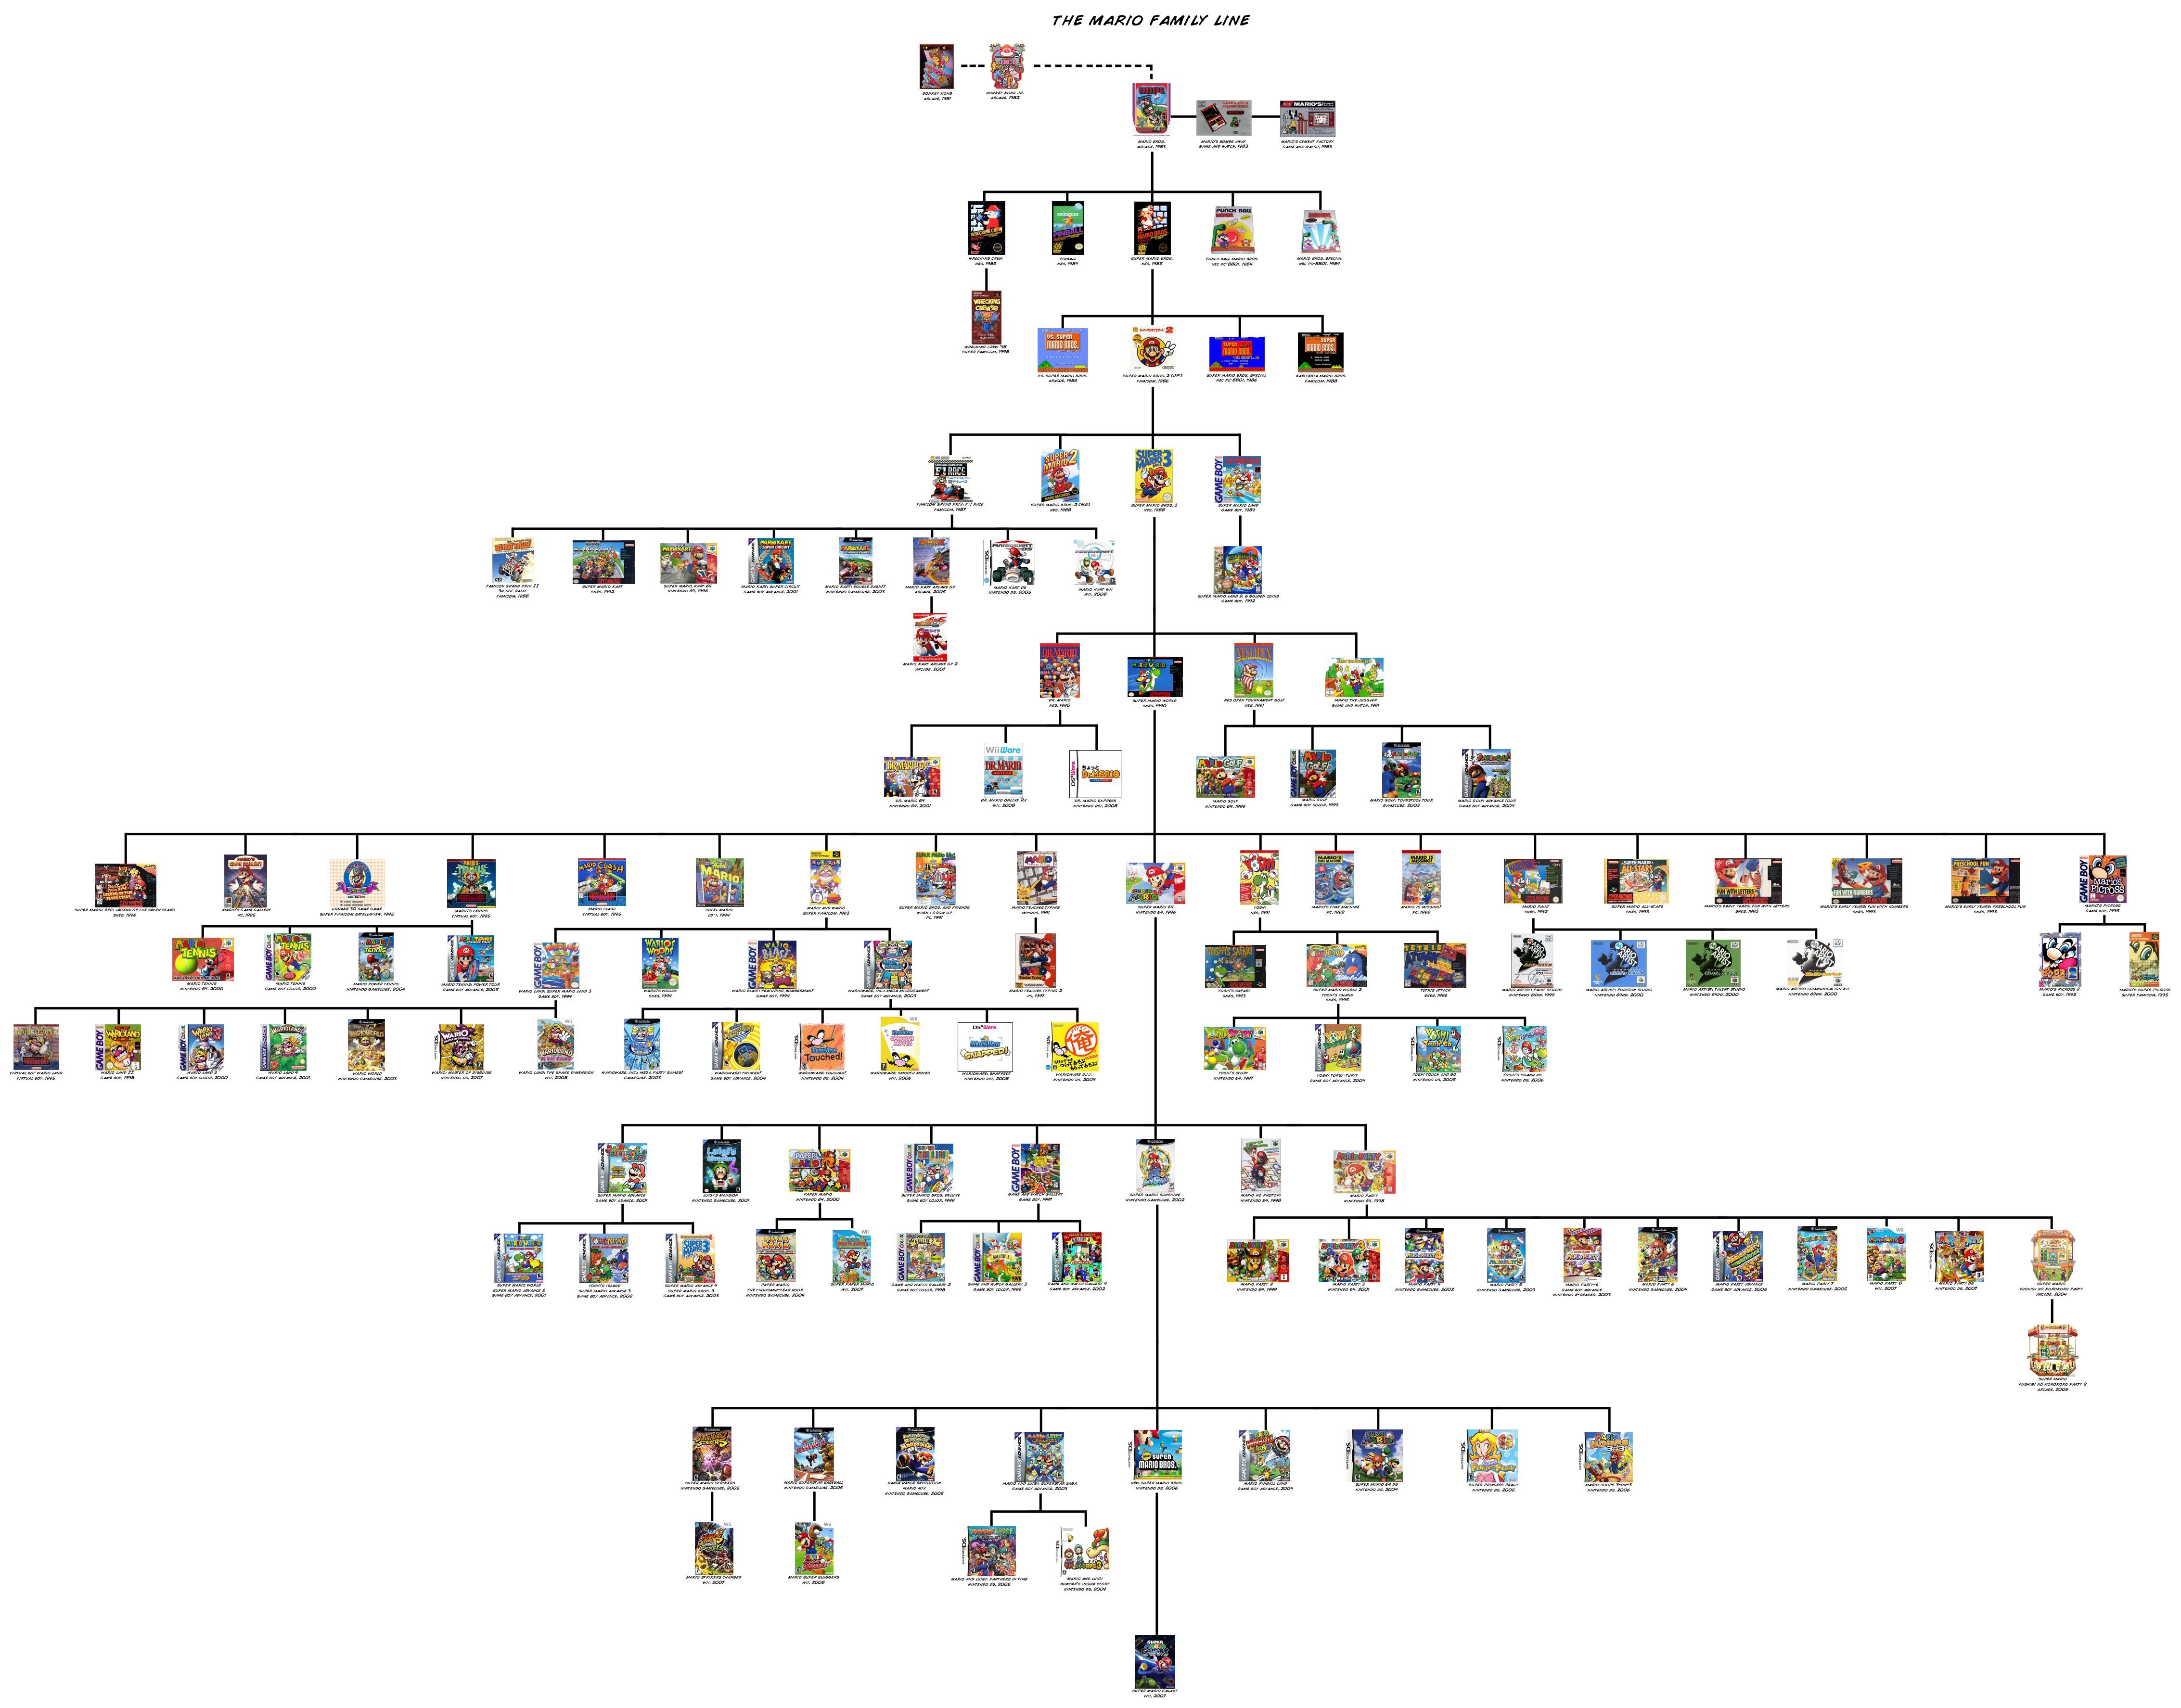 THE MARIO FAMILY LINE
DONKEY KONG
ARCADE, 1981
DONKEY KONG JR.
ARCADE, 1982
MARIO BROS.
ARCADE, 1983
MARIO'S BOMBS AWAY
GAME AND WATCH, 1983
MARIO'S CEMENT FACTORY
GAME AND WATCH, 1983
WRECKING CREW
NES, 1985
PINBALL
NES, 1984
SUPER MARIO BROS.
NES, 1985
PUNCH BALL MARIO BROS.
NEC PC-8801, 1984
MARIO BROS. SPECIAL
NEC PC-8801, 1984
WRECKING CREW '98
SUPER FAMICOM, 1998
VS. SUPER MARIO BROS.
ARCADE, 1986
SUPER MARIO BROS. 2 (JP)
FAMICOM, 1986
SUPER MARIO BROS. SPECIAL
NEC PC-8801, 1986
KAETTEKIA MARIO BROS.
FAMICOM, 1988
FAMICOM GRAND PRIX: F-1 RACE
FAMICOM, 1987
SUPER MARIO BROS. 2 (NA)
NES, 1988
SUPER MARIO BROS. 3
NES, 1988
SUPER MARIO LAND
GAME BOY, 1989
FAMICOM GRAND PRIX II
3D HOT RALLY
FAMICOM, 1988
SUPER MARIO KART
SNES, 1992
SUPER MARIO KART 64
NINTENDO 64, 1996
MARIO KART: SUPER CIRCUIT
GAME BOY ADVANCE, 2001
MARIO KART: DOUBLE DASH!!
NINTENDO GAMECUBE, 2003
MARIO KART ARCADE GP
ARCADE, 2005
MARIO KART DS
NINTENDO DS, 2005
MARIO KART WII
WII, 2008
SUPER MARIO LAND 2: 6 GOLDEN COINS
GAME BOY, 1992
MARIO KART ARCADE GP 2
ARCADE, 2007
DR. MARIO
NES, 1990
SUPER MARIO WORLD
SNES, 1990
NES OPEN TOURNAMENT GOLF
NES, 1991
MARIO THE JUGGLER
GAME AND WATCH, 1991
DR. MARIO 64
NINTENDO 64, 2001
DR. MARIO ONLINE RX
WII, 2008
DR. MARIO EXPRESS
NINTENDO DSI, 2008
MARIO GOLF
NINTENDO 64, 1999
MARIO GOLF
GAME BOY COLOR, 1999
MARIO GOLF: TOADSTOOL TOUR
GAMECUBE, 2003
MARIO GOLF: ADVANCE TOUR
GAME BOY ADVANCE, 2004
SUPER MARIO RPG: LEGEND OF THE SEVEN STARS
SNES, 1996
MARIO'S GAME GALLERY
PC, 1995
UNDAKE 30 SAME GAME
SUPER FAMICOM SATELLAVIEW, 1995
MARIO'S TENNIS
VIRTUAL BOY, 1995
MARIO CLASH
VIRTUAL BOY, 1995
HOTEL MARIO
CD-I, 1994
MARIO AND WARIO
SUPER FAMICOM, 1993
SUPER MARIO BROS. AND FRIENDS
WHEN I GROW UP
PC, 1991
MARIO TEACHES TYPING
MS-DOS, 1991
SUPER MARIO 64
NINTENDO 64, 1996
YOSHI
NES, 1991
MARIO'S TIME MACHINE
PC, 1992
MARIO IS MISSING!
PC, 1992
MARIO PAINT
SNES, 1992
SUPER MARIO ALL-STARS
SNES, 1993
MARIO'S EARLY YEARS: FUN WITH LETTERS
SNES, 1993
MARIO'S EARLY YEARS: FUN WITH NUMBERS
SNES, 1993
MARIO'S EARLY YEARS: PRESCHOOL FUN
SNES, 1993
MARIO'S PICROSS
GAME BOY, 1995
MARIO TENNIS
NINTENDO 64, 2000
MARIO TENNIS
GAME BOY COLOR, 2000
MARIO POWER TENNIS
NINTENDO GAMECUBE, 2004
MARIO TENNIS: POWER TOUR
GAME BOY ADVANCE, 2005
WARIO LAND: SUPER MARIO LAND 3
GAME BOY, 1994
WARIO'S WOODS
SNES, 1994
WARIO BLAST: FEATURING BOMBERMAN!
GAME BOY, 1994
WARIOWARE, INC.: MEGA MICROGAMES!
GAME BOY ADVANCE, 2003
MARIO TEACHES TYPING 2
PC, 1997
YOSHI'S SAFARI
SNES, 1993
SUPER MARIO WORLD 2
YOSHI'S ISLAND
SNES, 1995
TETRIS ATTACK
SNES, 1995
MARIO ARTIST: PAINT STUDIO
NINTENDO 64DD, 1999
MARIO ARTIST: POLYGON STUDIO
NINTENDO 64DD, 2000
MARIO ARTIST: TALENT STUDIO
NINTENDO 64DD, 2000
MARIO ARTIST: COMMUNICATION KIT
NINTENDO 64DD, 2000
MARIO'S PICROSS 2
GAME BOY, 1995
MARIO'S SUPER PICROSS
SUPER FAMICOM, 1995
VIRTUAL BOY WARIO LAND
VIRTUAL BOY, 1995
WARIO LAND II
GAME BOY, 1998
WARIO LAND 3
GAME BOY COLOR, 2000
WARIO LAND 4
GAME BOY ADVANCE, 2001
WARIO WORLD
NINTENDO GAMECUBE, 2003
WARIO: MASTER OF DISGUISE
NINTENDO DS, 2007
WARIO LAND: THE SHAKE DIMENSION
WII, 2008
WARIOWARE, INC.: MEGA PARTY GAMES!
GAMECUBE, 2003
WARIOWARE: TWISTED!
GAME BOY ADVANCE, 2004
WARIOWARE: TOUCHED!
NINTENDO DS, 2004
WARIOWARE: SMOOTH MOVES
WII, 2006
WARIOWARE: SNAPPED!
NINTENDO DSI, 2008
WARIOWARE D.I.Y.
NINTENDO DS, 2009
YOSHI'S STORY
NINTENDO 64, 1997
YOSHI TOPSY-TURVY
GAME BOY ADVANCE, 2004
YOSHI TOUCH AND GO
NINTENDO DS, 2005
YOSHI'S ISLAND DS
NINTENDO DS, 2006
SUPER MARIO ADVANCE
GAME BOY ADVANCE, 2001
LUIGI'S MANSION
NINTENDO GAMECUBE, 2001
PAPER MARIO
NINTENDO 64, 2000
SUPER MARIO BROS. DELUXE
GAME BOY COLOR, 1999
GAME AND WATCH GALLERY
GAME BOY, 1997
SUPER MARIO SUNSHINE
NINTENDO GAMECUBE, 2002
MARIO NO PHOTOPI
NINTENDO 64, 1998
MARIO PARTY
NINTENDO 64, 1998
SUPER MARIO WORLD
SUPER MARIO ADVANCE 2
GAME BOY ADVANCE, 2001
YOSHI'S ISLAND
SUPER MARIO ADVANCE 3
GAME BOY ADVANCE, 2002
SUPER MARIO ADVANCE 4
SUPER MARIO BROS. 3
GAME BOY ADVANCE, 2003
PAPER MARIO
THE THOUSAND-YEAR DOOR
NINTENDO GAMECUBE, 2004
SUPER PAPER MARIO
WII, 2007
GAME AND WATCH GALLERY 2
GAME BOY COLOR, 1998
GAME AND WATCH GALLERY 3
GAME BOY COLOR, 1999
GAME AND WATCH GALLERY 4
GAME BOY ADVANCE, 2002
MARIO PARTY 2
NINTENDO 64, 1999
MARIO PARTY 3
NINTENDO 64, 2001
MARIO PARTY 4
NINTENDO GAMECUBE, 2002
MARIO PARTY 5
NINTENDO GAMECUBE, 2003
MARIO PARTY-E
GAME BOY ADVANCE
NINTENDO E-READER, 2003
MARIO PARTY 6
NINTENDO GAMECUBE, 2004
MARIO PARTY ADVANCE
GAME BOY ADVANCE, 2005
MARIO PARTY 7
NINTENDO GAMECUBE, 2005
MARIO PARTY 8
WII, 2007
MARIO PARTY DS
NINTENDO DS, 2007
SUPER MARIO
FUSHIGI NO KOROKORO PARTY
ARCADE, 2004
SUPER MARIO
FUSHIGI NO KOROKORO PARTY 2
ARCADE, 2005
SUPER MARIO STRIKERS
NINTENDO GAMECUBE, 2005
MARIO SUPERSTAR BASEBALL
NINTENDO GAMECUBE, 2005
DANCE DANCE REVOLUTION
MARIO MIX
NINTENDO GAMECUBE, 2005
MARIO AND LUIGI: SUPERSTAR SAGA
GAME BOY ADVANCE, 2003
NEW SUPER MARIO BROS.
NINTENDO DS, 2006
MARIO PINBALL LAND
GAME BOY ADVANCE, 2004
SUPER MARIO 64 DS
NINTENDO DS, 2004
SUPER PRINCESS PEACH
NINTENDO DS, 2005
MARIO HOOPS 3-ON-3
NINTENDO DS, 2006
MARIO STRIKERS CHARGED
WII, 2007
MARIO SUPER SLUGGERS
WII, 2008
MARIO AND LUIGI: PARTNERS IN TIME
NINTENDO DS, 2005
MARIO AND LUIGI
BOWSER'S INSIDE STORY
NINTENDO DS, 2009
SUPER MARIO GALAXY
WII, 2007